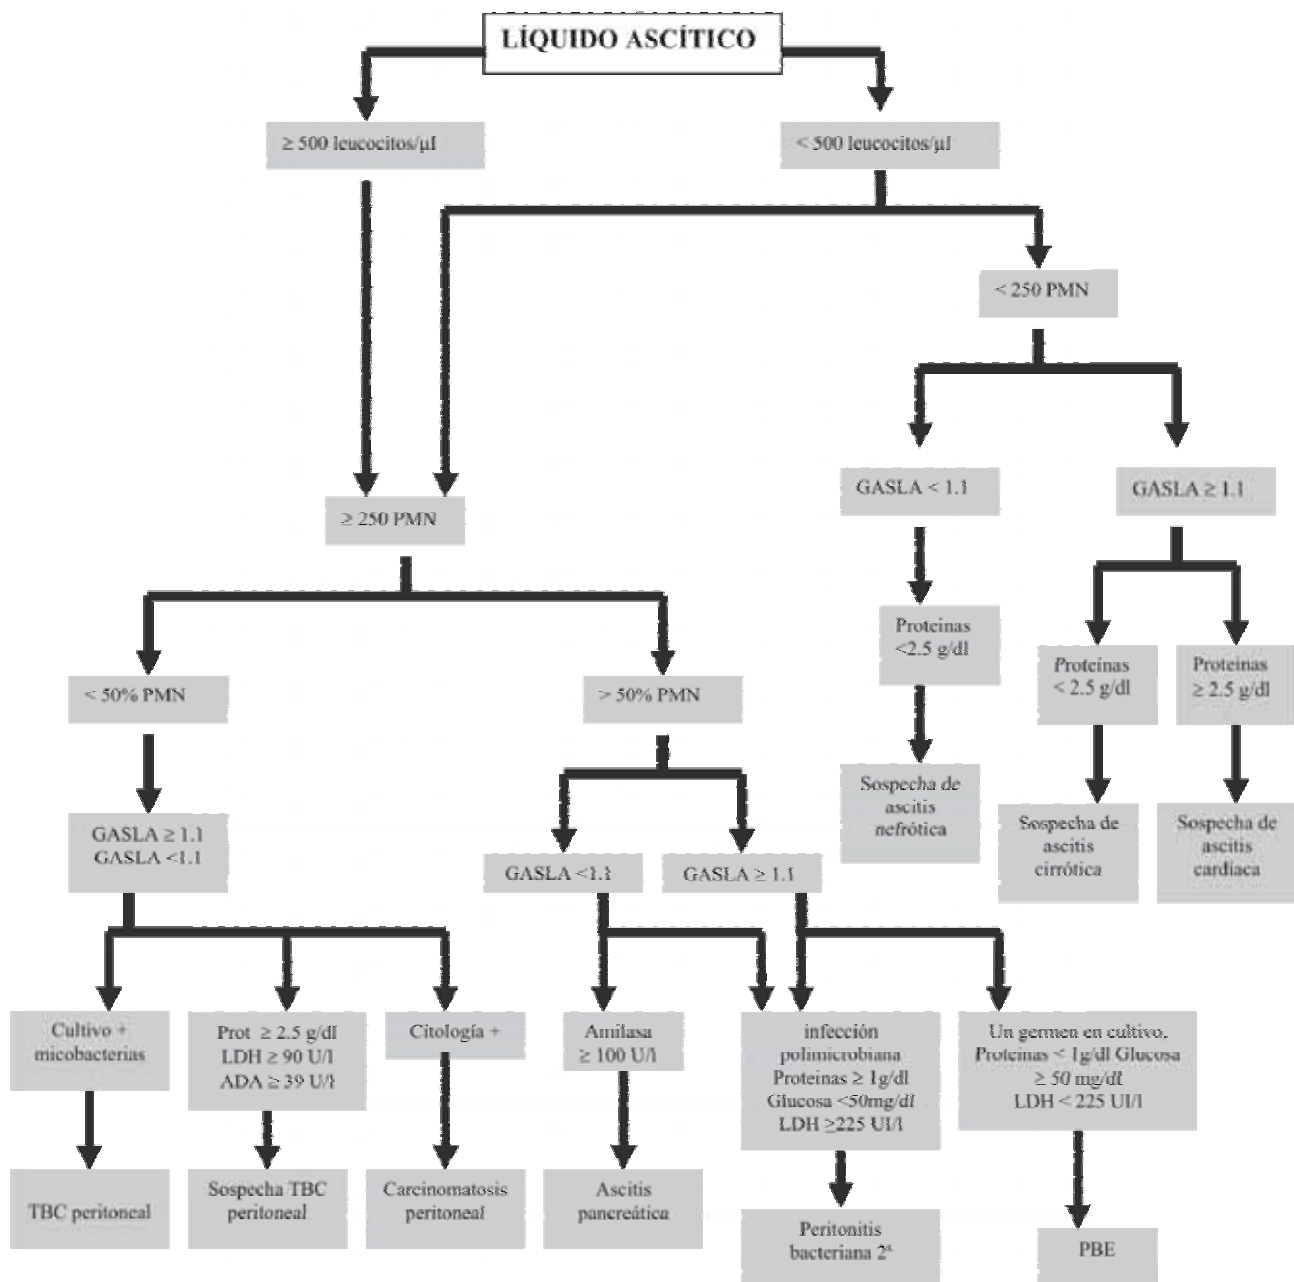 LÍQUIDO ASCÍTICO
≥ 500 leucocitos/µl
< 500 leucocitos/µl
< 250 PMN
GASLA < 1.1
GASLA ≥ 1.1
≥ 250 PMN
Proteinas
<2.5 g/dl
Proteinas
< 2.5 g/dl
Proteinas
≥ 2.5 g/dl
< 50% PMN
> 50% PMN
Sospecha de
ascitis
nefrótica
Sospecha de
ascitis
cirrótica
Sospecha de
ascitis
cardíaca
GASLA ≥ 1.1
GASLA <1.1
GASLA <1.1
GASLA ≥ 1.1
Cultivo +
micobacterias
Prot ≥ 2.5 g/dl
LDH ≥ 90 U/l
ADA ≥ 39 U/l
Citología +
Amilasa
≥ 100 U/l
infección
polimicrobiana
Proteinas ≥ 1g/dl
Glucosa <50mg/dl
LDH ≥225 UI/l
Un germen en cultivo,
Proteinas < 1g/dl Glucosa
≥ 50 mg/dl
LDH < 225 UI/l
TBC peritoneal
Sospecha TBC
peritoneal
Carcinomatosis
peritoneal
Ascitis
pancreática
Peritonitis
bacteriana 2ª
PBE